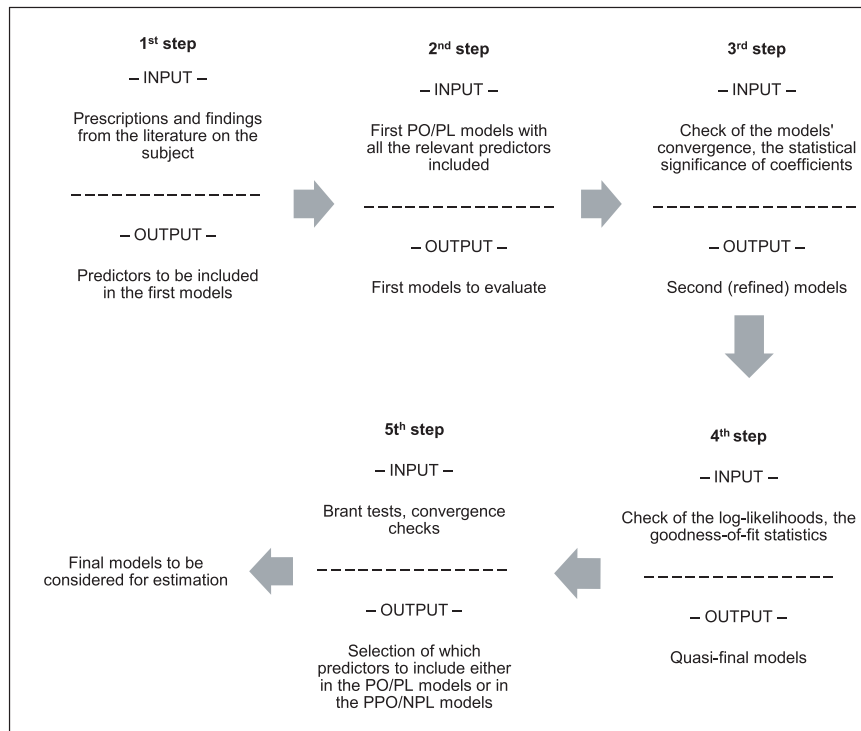 1st step
– INPUT –
Prescriptions and findings
from the literature on the
subject
– OUTPUT –
Predictors to be included
in the first models
2nd step
– INPUT –
First PO/PL models with
all the relevant predictors
included
– OUTPUT –
First models to evaluate
3rd step
– INPUT –
Check of the models'
convergence, the statistical
significance of coefficients
– OUTPUT –
Second (refined) models
4th step
– INPUT –
Check of the log-likelihoods, the
goodness-of-fit statistics
– OUTPUT –
Quasi-final models
5th step
– INPUT –
Brant tests, convergence
checks
– OUTPUT –
Selection of which
predictors to include either
in the PO/PL models or in
the PPO/NPL models
Final models to be
considered for estimation